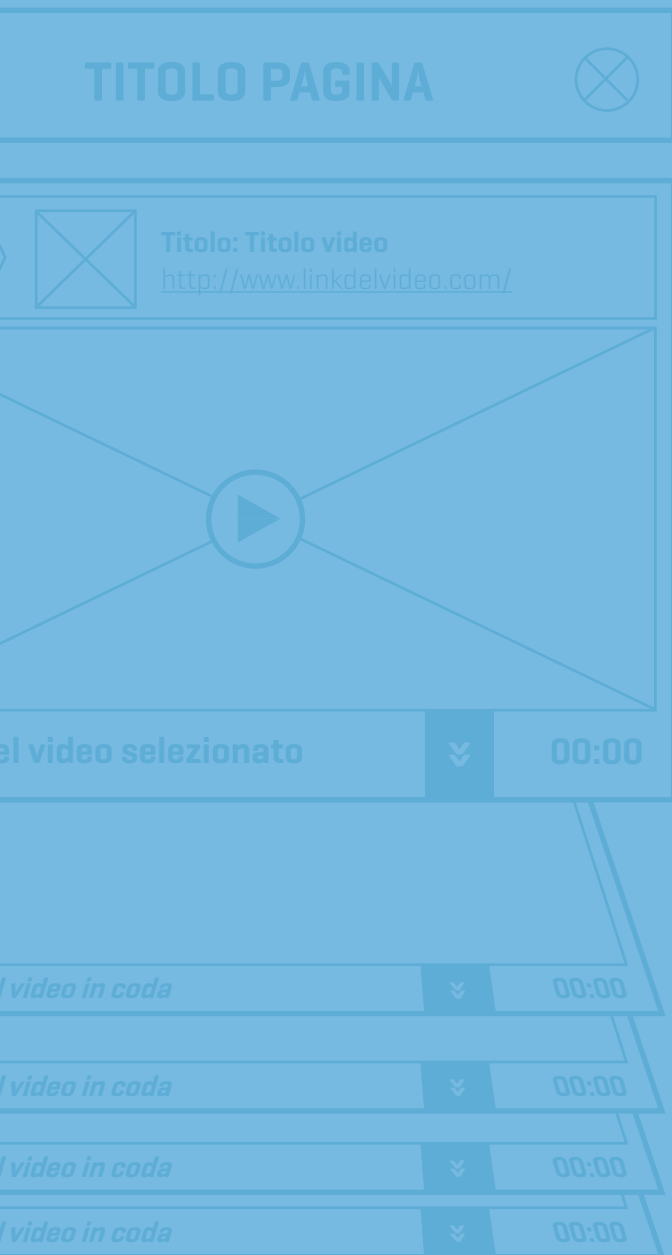 TITOLO PAGINA
Titolo: Titolo video
http://www.linkdelvideo.com/
el video selezionato
00:00
video in coda
00:00
video in coda
00:00
video in coda
00:00
video in coda
00:00